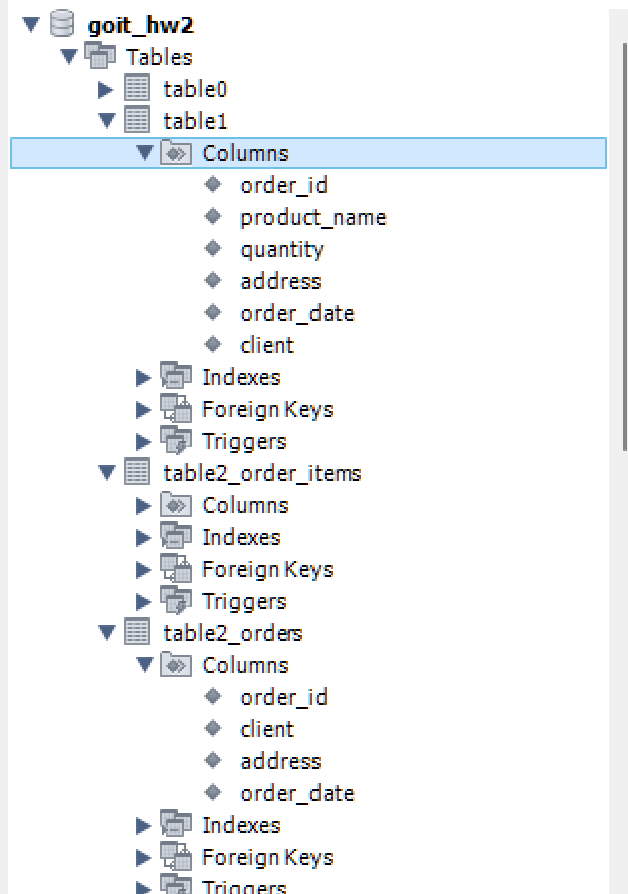 goit_hw2
Tables
table0
table1
Columns
order_id
product_name
quantity
address
order_date
client
Indexes
Foreign Keys
Triggers
table2_order_items
Columns
Indexes
Foreign Keys
Triggers
table2_orders
Columns
order_id
client
address
order_date
Indexes
Foreign Keys
Triggers